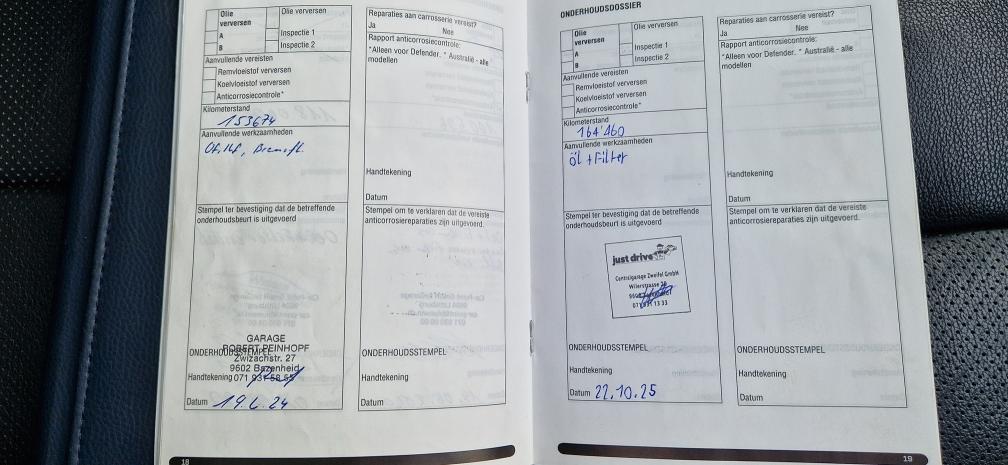 Olie verversen
A
B
Olie verversen
Inspectie 1
Inspectie 2
Aanvullende vereisten
Remvloeistof verversen
Koelvloeistof verversen
Anticorrosiecontrole*
Kilometerstand
153674
Aanvullende werkzaamheden
Stempel ter bevestiging dat de betreffende
onderhoudsbeurt is uitgevoerd
GARAGE
ROBERT PEINHOPF
ONDERHOUDSSTEMPEL
Zwizachstr. 27
9602 Bazenheid
Handtekening 071 931 58 55
Datum 19.6.24
18
Reparaties aan carrosserie vereist?
Ja Nee
Rapport anticorrosiecontrole:
*Alleen voor Defender. * Australië - alle
modellen
Handtekening
Datum
Stempel om te verklaren dat de vereiste
anticorrosiereparaties zijn uitgevoerd.
ONDERHOUDSSTEMPEL
Handtekening
Datum
ONDERHOUDSDOSSIER
Olie
verversen
A
B
Olie verversen
Inspectie 1
Inspectie 2
Aanvullende vereisten
Remvloeistof verversen
Koelvloeistof verversen
Anticorrosiecontrole*
Kilometerstand
164'460
Aanvullende werkzaamheden
öl + Filter
Stempel ter bevestiging dat de betreffende
onderhoudsbeurt is uitgevoerd
just drive
Centralgarage Zweifel GmbH
Wilerstrasse
ONDERHOUDSSTEMPEL
Handtekening
Datum 22.10.25
Reparaties aan carrosserie vereist?
Ja Nee
Rapport anticorrosiecontrole:
*Alleen voor Defender. * Australië - alle
modellen
Handtekening
Datum
Stempel om te verklaren dat de vereiste
anticorrosiereparaties zijn uitgevoerd.
ONDERHOUDSSTEMPEL
Handtekening
Datum
19